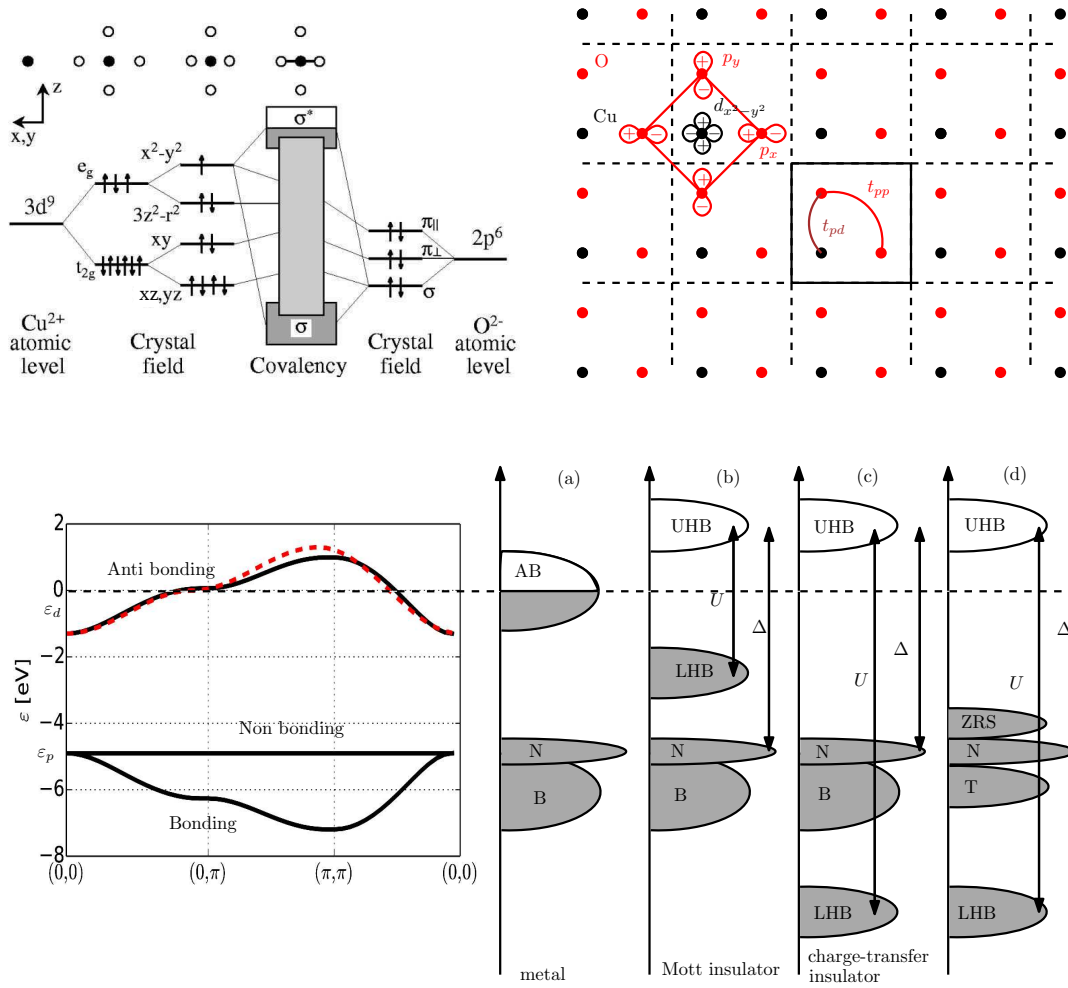 z
x,y
3d⁹
e_g
t_2g
x²-y²
3z²-r²
xy
xz,yz
σ*
σ
π||
π⊥
σ
2p⁶
Cu²⁺
atomic
level
Crystal
field
Covalency
Crystal
field
O²⁻
atomic
level
O
Cu
p_y
+
−
d_{x²−y²}
+
+
−
−
+
−
+
−
p_x
+
−
t_pp
t_pd
2
0
−2
−4
−6
−8
ε [eV]
ε_d
ε_p
Anti bonding
Non bonding
Bonding
(0,0)
(0,π)
(π,π)
(0,0)
(a)
AB
N
B
metal
(b)
UHB
U
Δ
LHB
N
B
Mott insulator
(c)
UHB
Δ
U
N
B
LHB
charge-transfer
insulator
(d)
UHB
Δ
U
ZRS
N
T
LHB